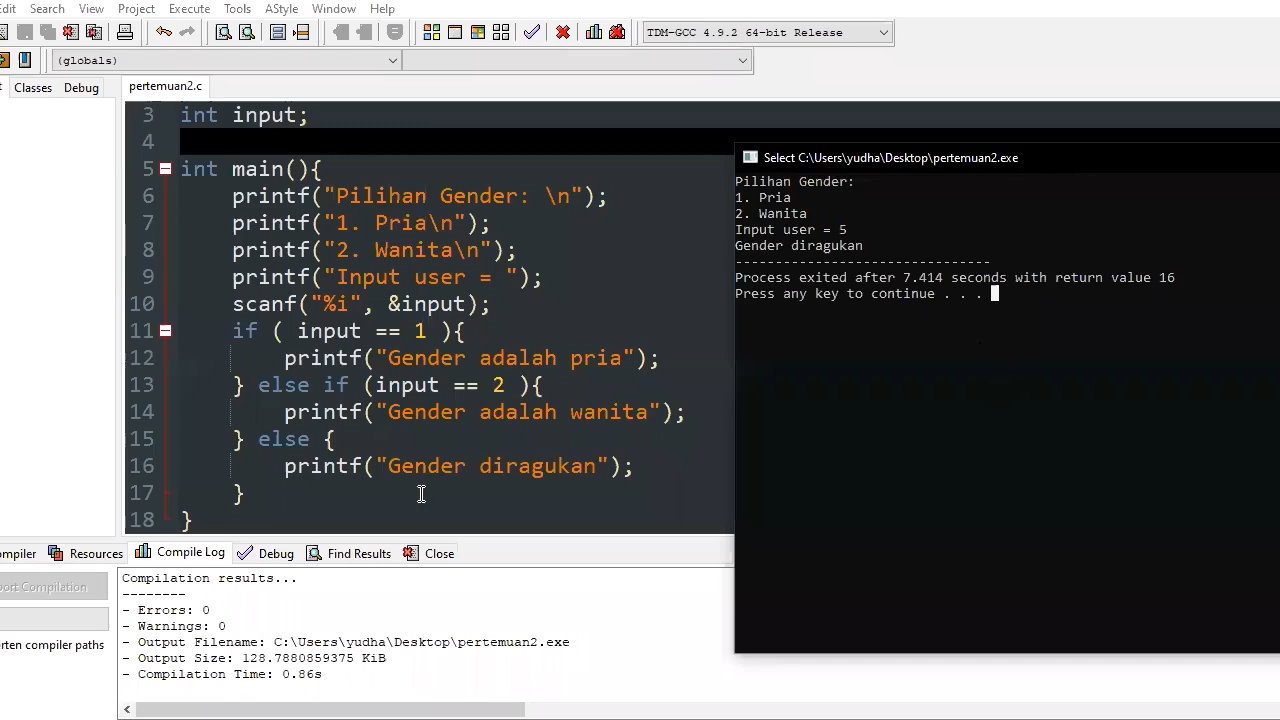 Edit Search View Project Execute Tools AStyle Window Help
TDM-GCC 4.9.2 64-bit Release
(globals)
Classes Debug
pertemuan2.c
3 int input;
4
5 int main(){
6 printf("Pilihan Gender: \n");
7 printf("1. Pria\n");
8 printf("2. Wanita\n");
9 printf("Input user = ");
10 scanf("%i", &input);
11 if ( input == 1 ){
12 printf("Gender adalah pria");
13 } else if (input == 2 ){
14 printf("Gender adalah wanita");
15 } else {
16 printf("Gender diragukan");
17 }
18 }
Select C:\Users\yudha\Desktop\pertemuan2.exe
Pilihan Gender:
1. Pria
2. Wanita
Input user = 5
Gender diragukan
--------------------------------
Process exited after 7.414 seconds with return value 16
Press any key to continue . . .
ompiler Resources Compile Log Debug Find Results Close
ort Compilation
rten compiler paths
Compilation results...
--------
- Errors: 0
- Warnings: 0
- Output Filename: C:\Users\yudha\Desktop\pertemuan2.exe
- Output Size: 128.7880859375 KiB
- Compilation Time: 0.86s